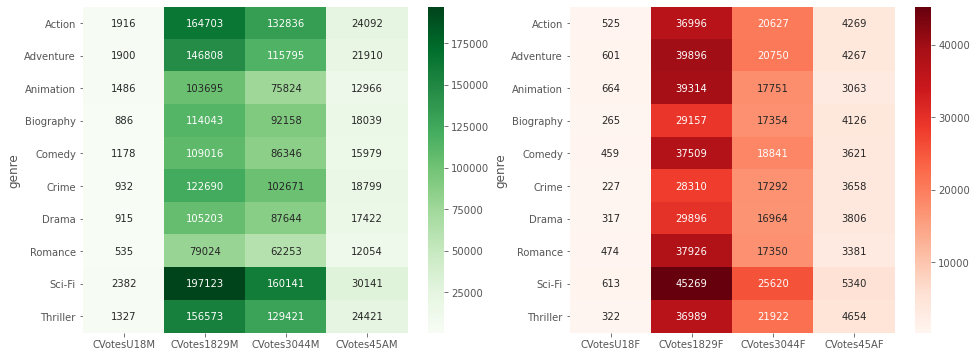 genre
Action 1916 164703 132836 24092
Adventure 1900 146808 115795 21910
Animation 1486 103695 75824 12966
Biography 886 114043 92158 18039
Comedy 1178 109016 86346 15979
Crime 932 122690 102671 18799
Drama 915 105203 87644 17422
Romance 535 79024 62253 12054
Sci-Fi 2382 197123 160141 30141
Thriller 1327 156573 129421 24421
CVotesU18M CVotes1829M CVotes3044M CVotes45AM
175000
150000
125000
100000
75000
50000
25000
genre
Action 525 36996 20627 4269
Adventure 601 39896 20750 4267
Animation 664 39314 17751 3063
Biography 265 29157 17354 4126
Comedy 459 37509 18841 3621
Crime 227 28310 17292 3658
Drama 317 29896 16964 3806
Romance 474 37926 17350 3381
Sci-Fi 613 45269 25620 5340
Thriller 322 36989 21922 4654
CVotesU18F CVotes1829F CVotes3044F CVotes45AF
40000
30000
20000
10000